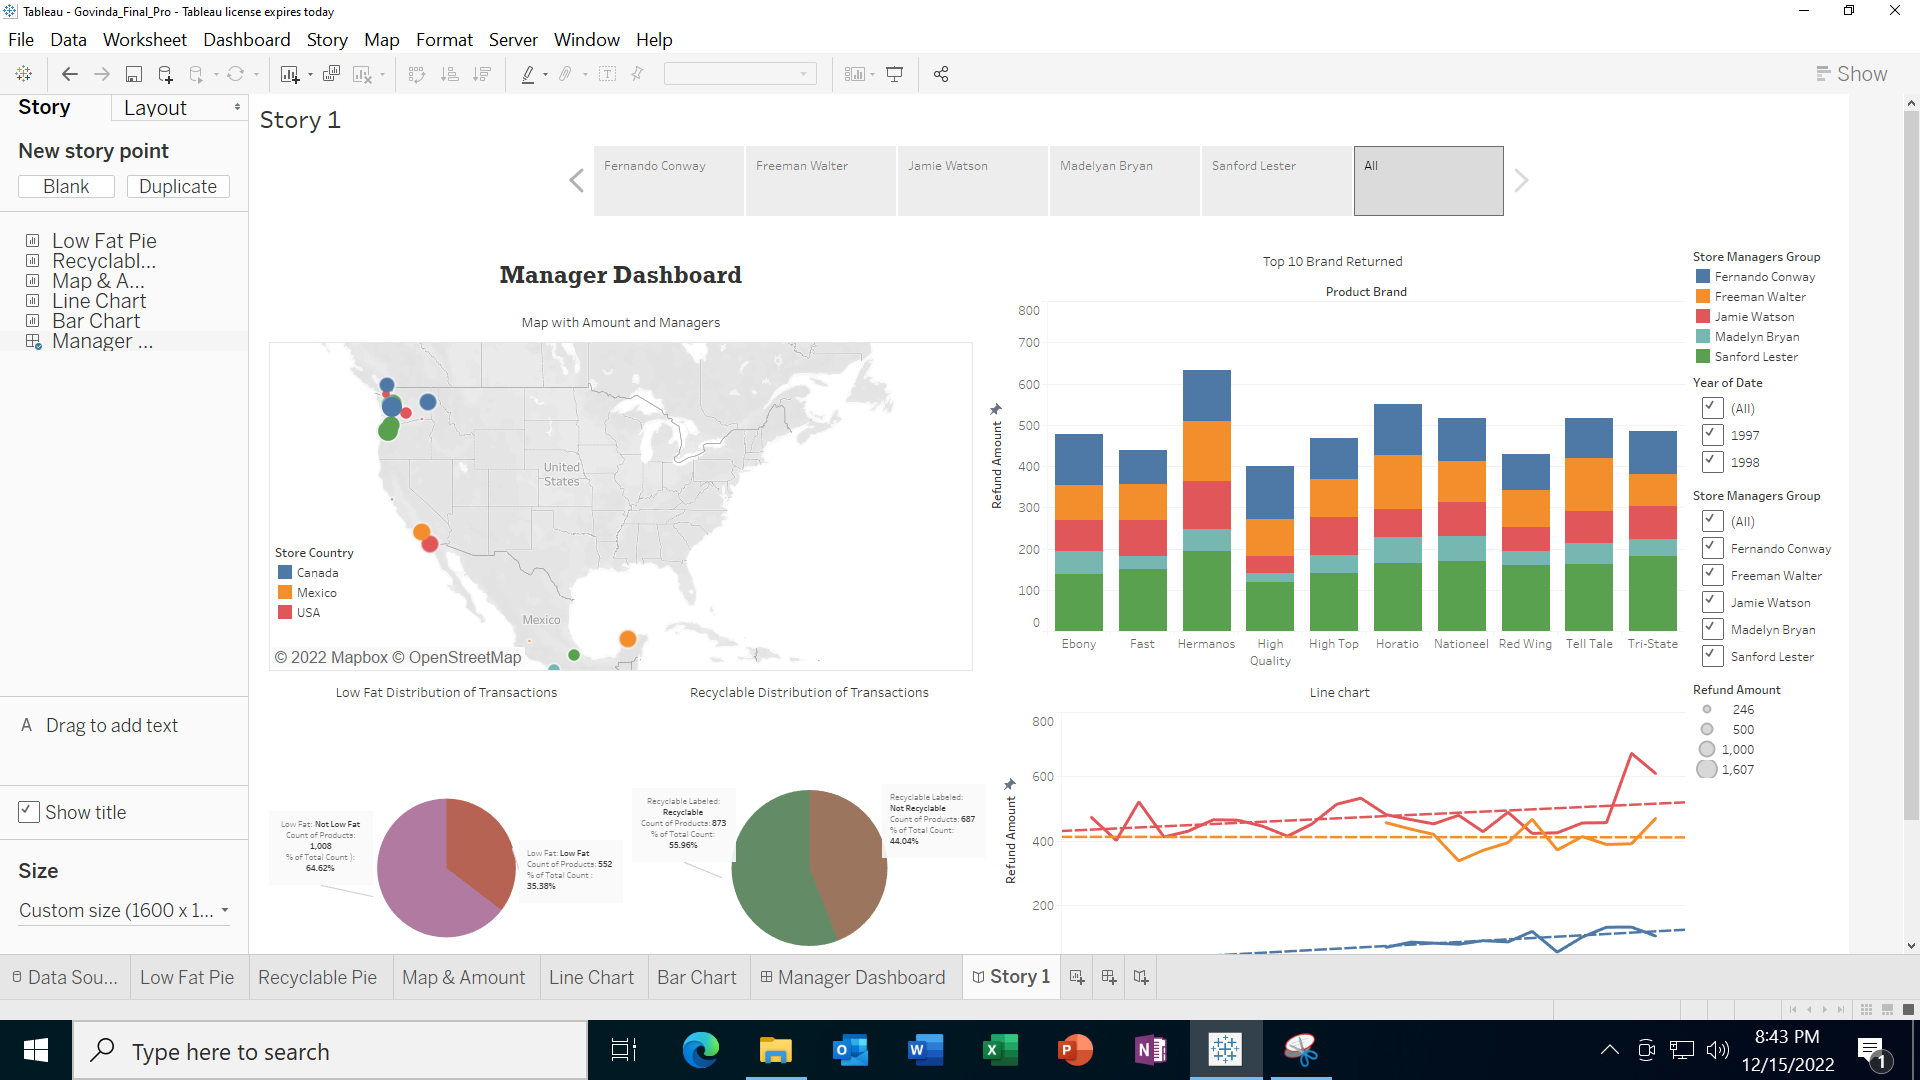 Tableau - Govinda_Final_Pro - Tableau license expires today
File Data Worksheet Dashboard Story Map Format Server Window Help
Show
Story Layout
New story point
Blank Duplicate
Low Fat Pie
Recyclabl...
Map & A...
Line Chart
Bar Chart
Manager ...
A Drag to add text
Show title
Size
Custom size (1600 x 1...
Story 1
Fernando Conway
Freeman Walter
Jamie Watson
Madelyan Bryan
Sanford Lester
All
Manager Dashboard
Map with Amount and Managers
United States
Mexico
Store Country
Canada
Mexico
USA
© 2022 Mapbox © OpenStreetMap
Top 10 Brand Returned
Product Brand
Refund Amount
800
700
600
500
400
300
200
100
0
Ebony Fast Hermanos High Quality High Top Horatio Nationeel Red Wing Tell Tale Tri-State
Store Managers Group
Fernando Conway
Freeman Walter
Jamie Watson
Madelyn Bryan
Sanford Lester
Year of Date
(All)
1997
1998
Store Managers Group
(All)
Fernando Conway
Freeman Walter
Jamie Watson
Madelyn Bryan
Sanford Lester
Refund Amount
246
500
1,000
1,607
Low Fat Distribution of Transactions
Low Fat: Not Low Fat
Count of Products:
1,008
% of Total Count ):
64.62%
Low Fat: Low Fat
Count of Products: 552
% of Total Count :
35.38%
Recyclable Distribution of Transactions
Recyclable Labeled:
Recyclable
Count of Products: 873
% of Total Count:
55.96%
Recyclable Labeled:
Not Recyclable
Count of Products: 687
% of Total Count:
44.04%
Line chart
Refund Amount
800
600
400
200
Data Sou... Low Fat Pie Recyclable Pie Map & Amount Line Chart Bar Chart Manager Dashboard Story 1
Type here to search
8:43 PM
12/15/2022
1